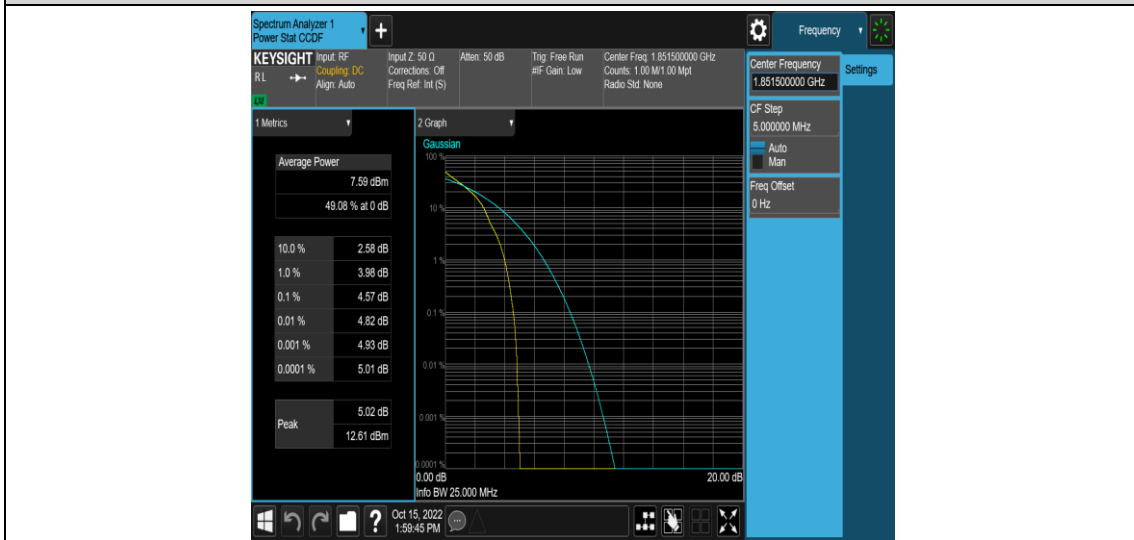 Spectrum Analyzer 1
Power Stat CCDF
+
Frequency
KEYSIGHT
RL
LXI
Input: RF
Coupling: DC
Align: Auto
Input Z: 50 Ω
Corrections: Off
Freq Ref: Int (S)
Atten: 50 dB
Trig: Free Run
#IF Gain: Low
Center Freq: 1.851500000 GHz
Counts: 1.00 M/1.00 Mpt
Radio Std: None
Center Frequency
1.851500000 GHz
Settings
CF Step
5.000000 MHz
Auto
Man
Freq Offset
0 Hz
1 Metrics
Average Power
7.59 dBm
49.08 % at 0 dB
10.0 % 2.58 dB
1.0 % 3.98 dB
0.1 % 4.57 dB
0.01 % 4.82 dB
0.001 % 4.93 dB
0.0001 % 5.01 dB
Peak
5.02 dB
12.61 dBm
2 Graph
Gaussian
100 %
10 %
1 %
0.1 %
0.01 %
0.001 %
0.0001 %
0.00 dB 20.00 dB
Info BW 25.000 MHz
?
Oct 15, 2022
1:59:45 PM